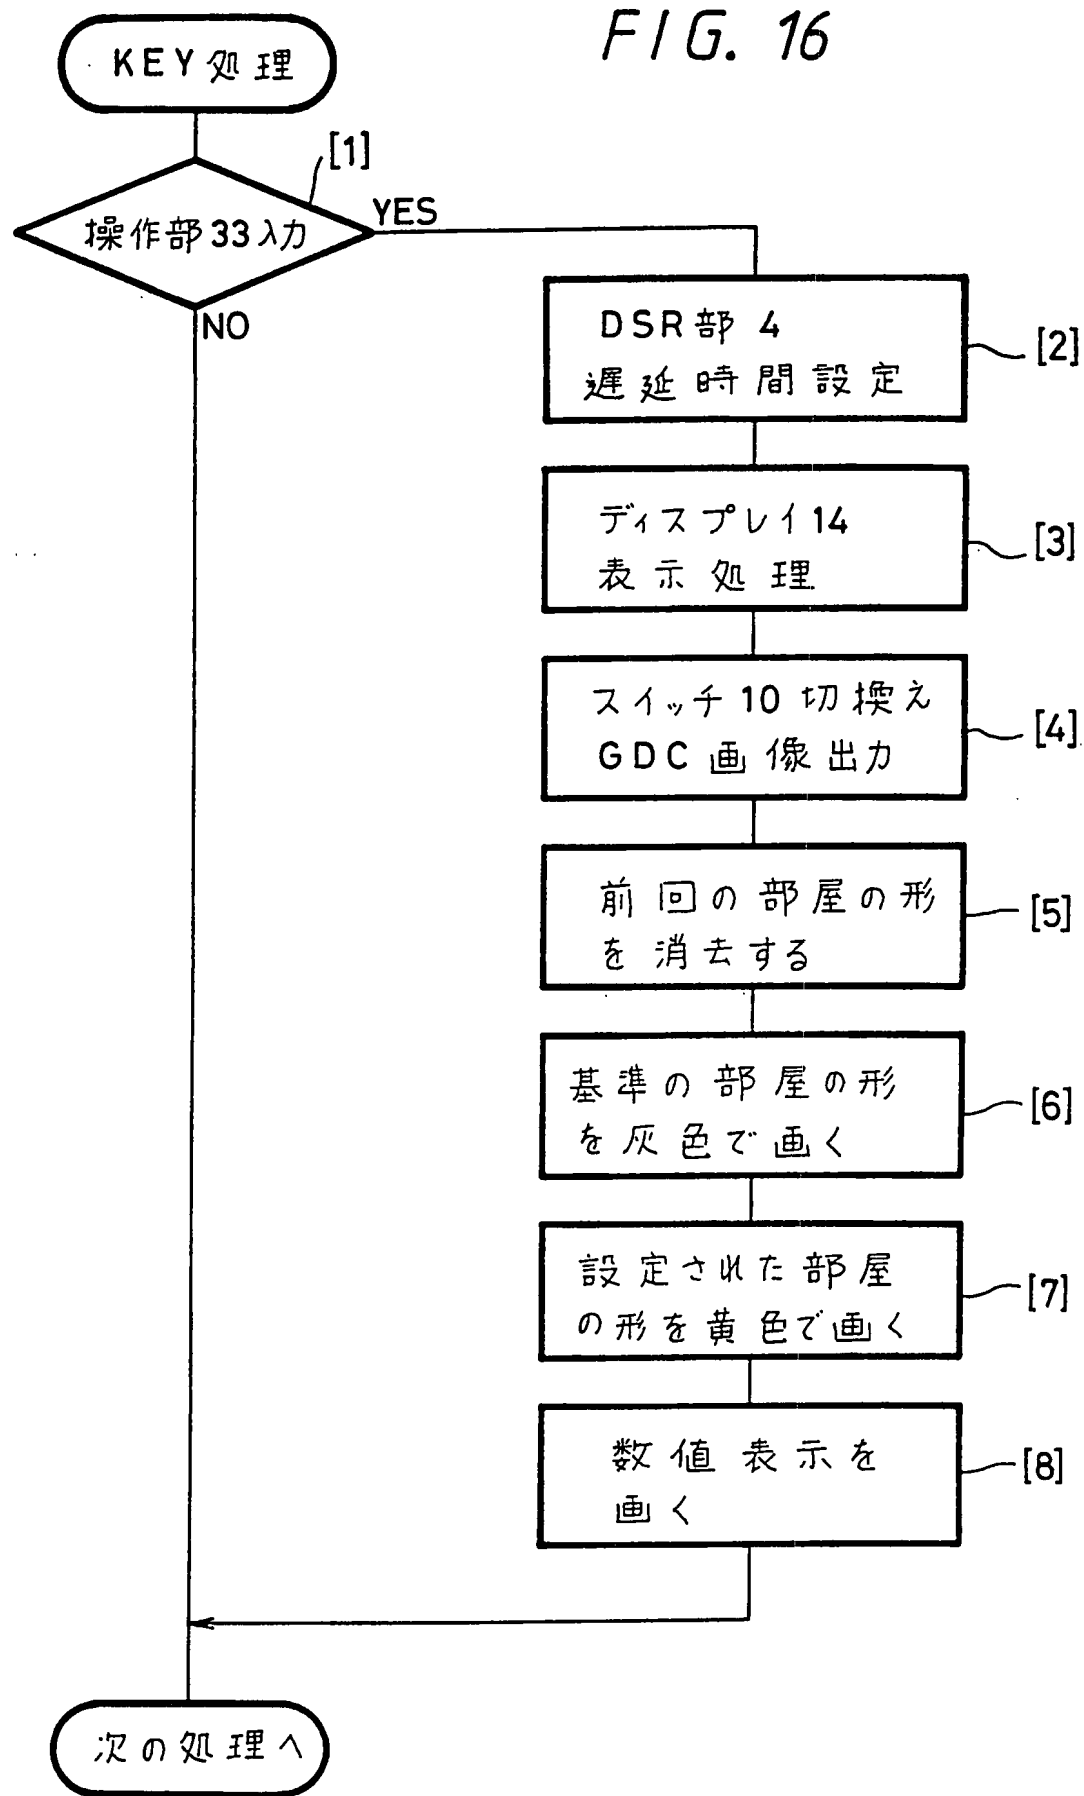 FIG. 16
KEY処理
[1]
操作部33入力
YES
NO
DSR部 4
遅延時間設定
[2]
ディスプレイ14
表示処理
[3]
スイッチ10切換え
GDC画像出力
[4]
前回の部屋の形
を消去する
[5]
基準の部屋の形
を灰色で画く
[6]
設定された部屋
の形を黄色で画く
[7]
数値表示を
画く
[8]
次の処理へ